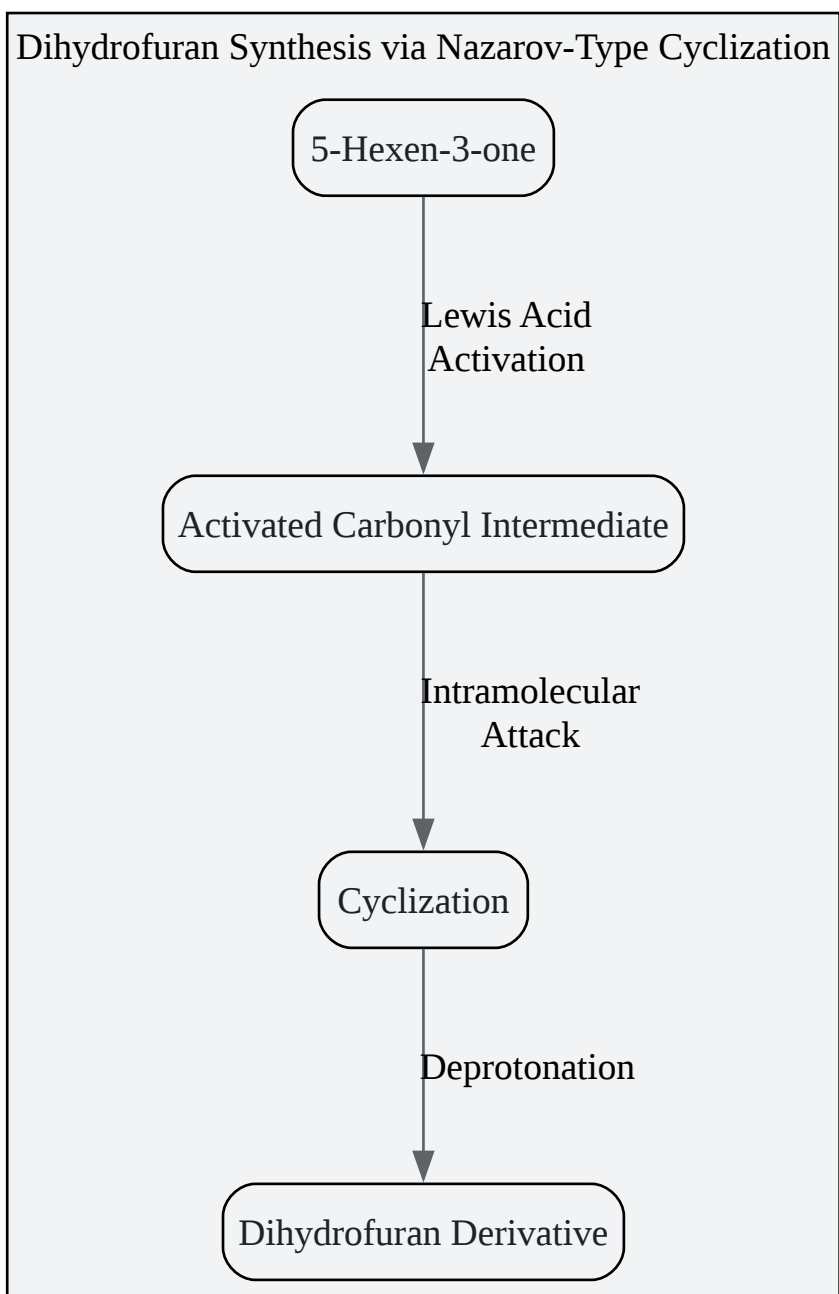 Dihydrofuran Synthesis via Nazarov-Type Cyclization
5-Hexen-3-one
Lewis Acid
Activation
Activated Carbonyl Intermediate
Intramolecular
Attack
Cyclization
Deprotonation
Dihydrofuran Derivative